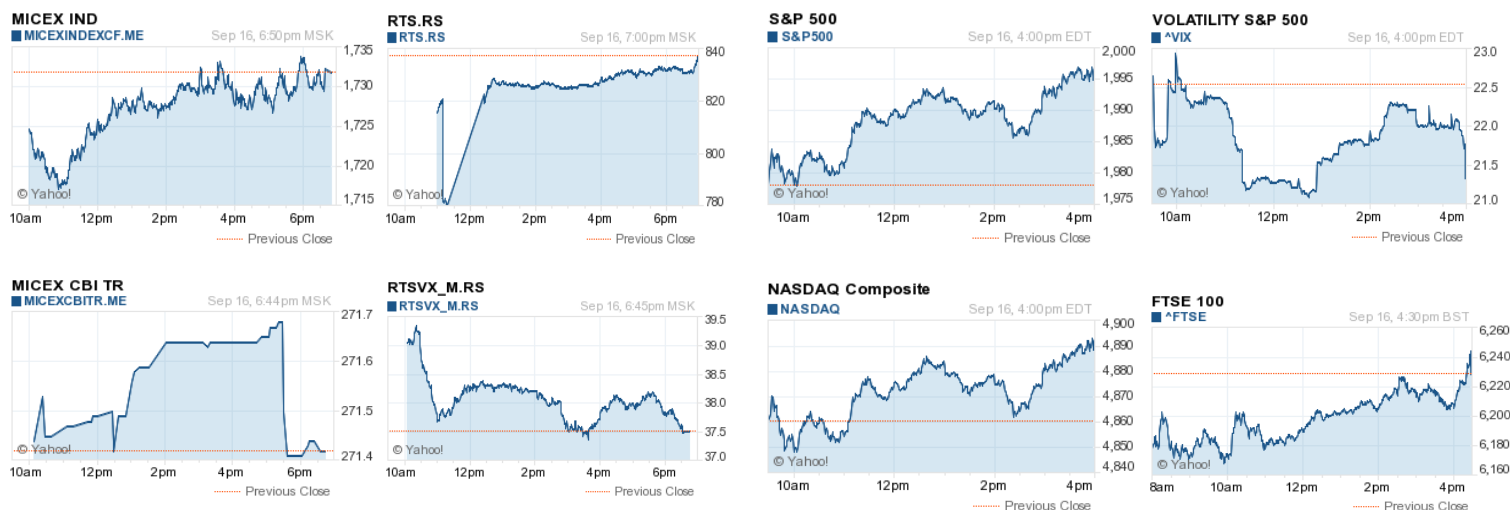 MICEX IND
MICEXINDEXCF.ME Sep 16, 6:50pm MSK
1,735
1,730
1,725
1,720
1,715
© Yahoo!
10am 12pm 2pm 4pm 6pm
Previous Close
RTS.RS
RTS.RS Sep 16, 7:00pm MSK
840
820
800
780
© Yahoo!
10am 12pm 2pm 4pm 6pm
Previous Close
S&P 500
S&P500 Sep 16, 4:00pm EDT
2,000
1,995
1,990
1,985
1,980
1,975
© Yahoo!
10am 12pm 2pm 4pm
Previous Close
VOLATILITY S&P 500
^VIX Sep 16, 4:00pm EDT
23.0
22.5
22.0
21.5
21.0
© Yahoo!
10am 12pm 2pm 4pm
Previous Close
MICEX CBI TR
MICEXCBITR.ME Sep 16, 6:44pm MSK
271.7
271.6
271.5
271.4
© Yahoo!
10am 12pm 2pm 4pm 6pm
Previous Close
RTSVX_M.RS
RTSVX_M.RS Sep 16, 6:45pm MSK
39.5
39.0
38.5
38.0
37.5
37.0
© Yahoo!
10am 12pm 2pm 4pm 6pm
Previous Close
NASDAQ Composite
NASDAQ Sep 16, 4:00pm EDT
4,900
4,890
4,880
4,870
4,860
4,850
4,840
© Yahoo!
10am 12pm 2pm 4pm
Previous Close
FTSE 100
^FTSE Sep 16, 4:30pm BST
6,260
6,240
6,220
6,200
6,180
6,160
© Yahoo!
8am 10am 12pm 2pm 4pm
Previous Close